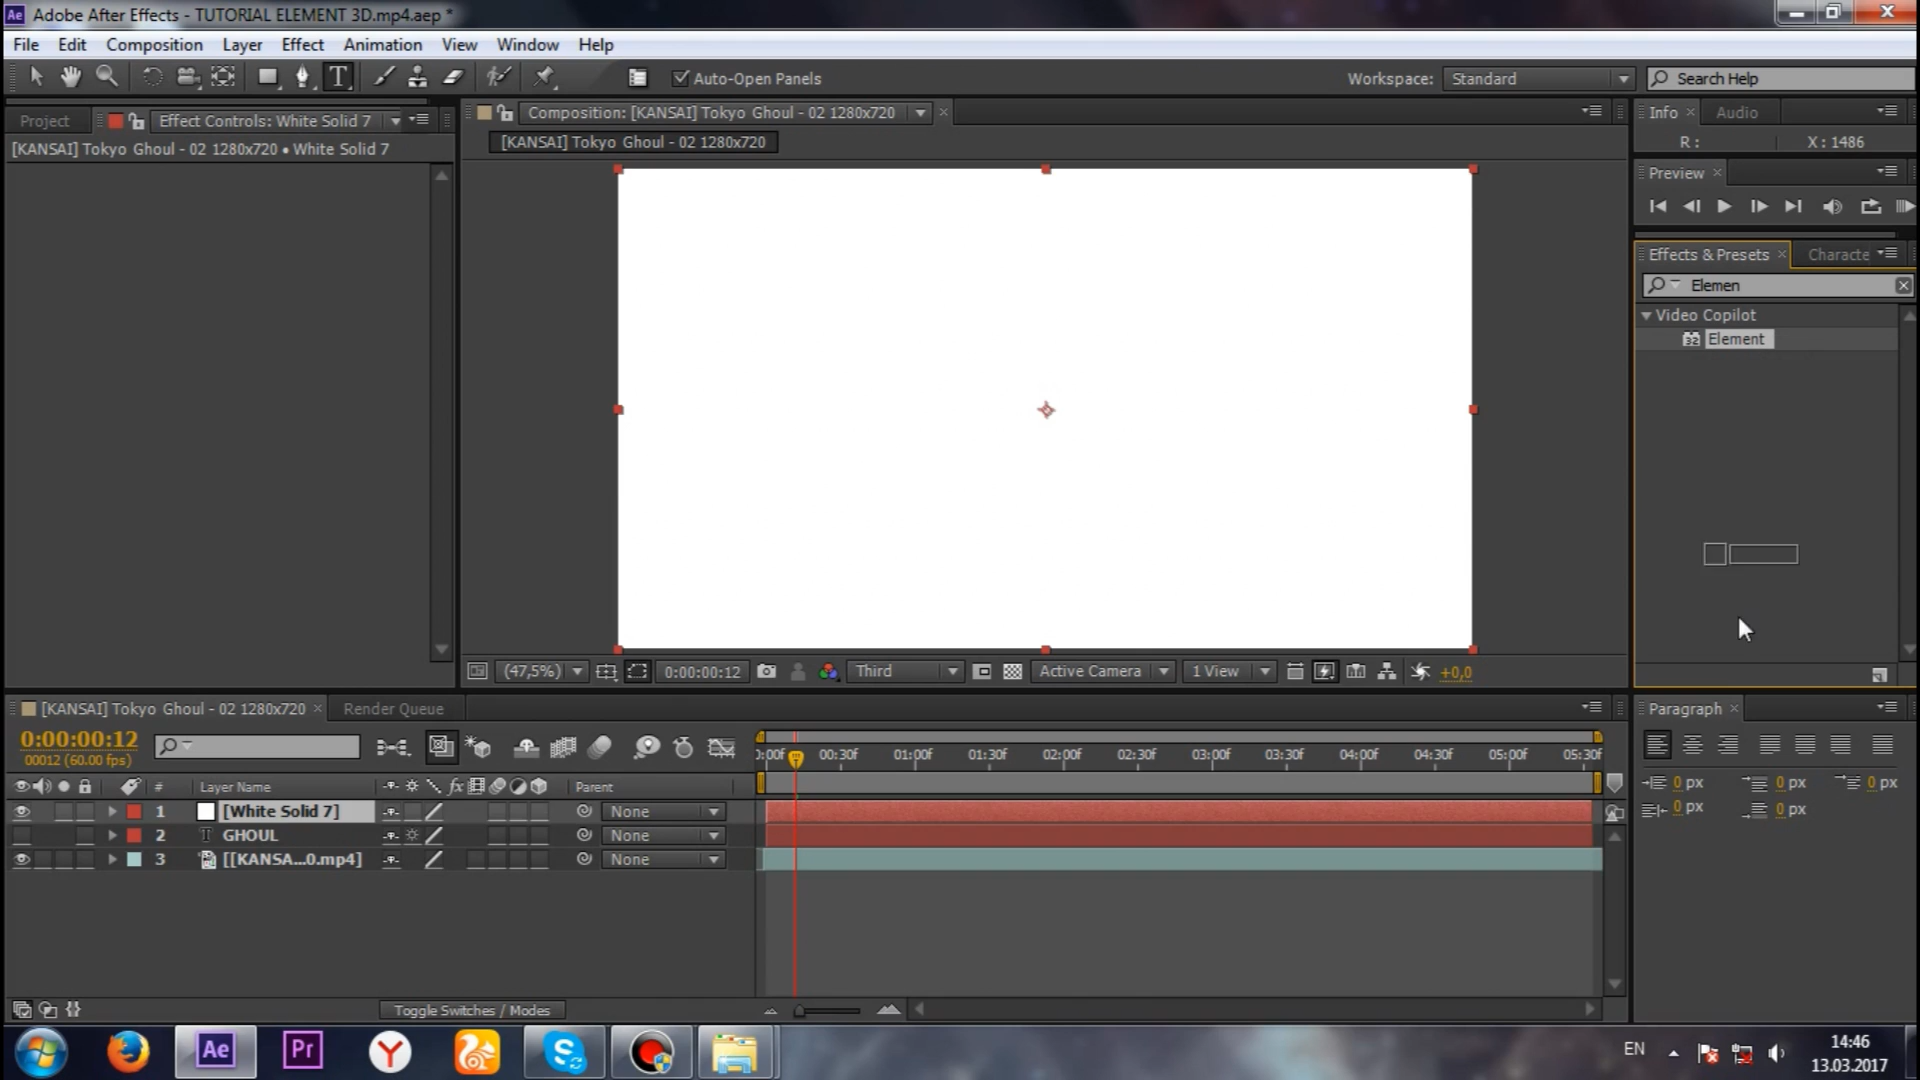 Ae Adobe After Effects - TUTORIAL ELEMENT 3D.mp4.aep *
File Edit Composition Layer Effect Animation View Window Help
T Auto-Open Panels Workspace: Standard Search Help
Project Effect Controls: White Solid 7
[KANSAI] Tokyo Ghoul - 02 1280x720 • White Solid 7
Composition: [KANSAI] Tokyo Ghoul - 02 1280x720
[KANSAI] Tokyo Ghoul - 02 1280x720
Info Audio
R : X : 1486
Preview
Effects & Presets Characte
Elemen
Video Copilot
32 Element
(47,5%) 0:00:00:12 Third Active Camera 1 View +0,0
[KANSAI] Tokyo Ghoul - 02 1280x720 Render Queue
0:00:00:12
00012 (60.00 fps)
):00f 00:30f 01:00f 01:30f 02:00f 02:30f 03:00f 03:30f 04:00f 04:30f 05:00f 05:30f
# Layer Name fx Parent
1 [White Solid 7] None
2 T GHOUL None
3 [[KANSA...0.mp4] None
Toggle Switches / Modes
Paragraph
0 px 0 px 0 px
0 px 0 px
Ae Pr Y S
EN 14:46
13.03.2017